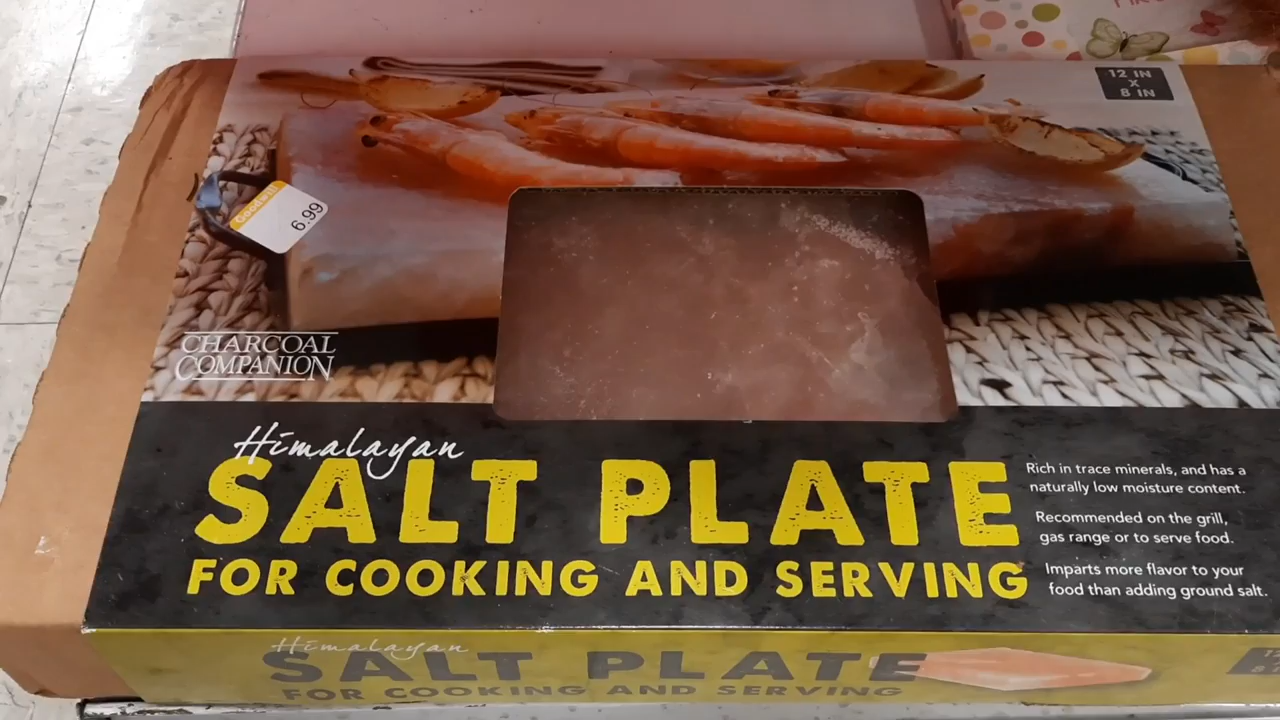 12 IN
X
8 IN
Goodwill
6.99
CHARCOAL
COMPANION
Himalayan
SALT PLATE
FOR COOKING AND SERVING
Rich in trace minerals, and has a
naturally low moisture content.
Recommended on the grill,
gas range or to serve food.
Imparts more flavor to your
food than adding ground salt.
Himalayan
SALT PLATE
FOR COOKING AND SERVING